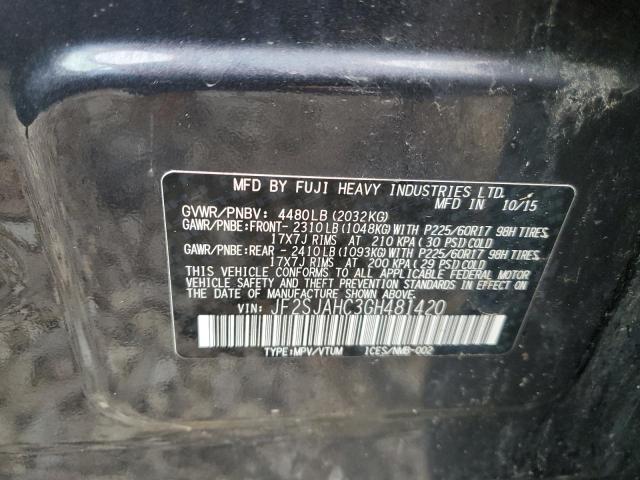 MFD BY FUJI HEAVY INDUSTRIES LTD.
MFD IN 10/15
GVWR/PNBV: 4480LB (2032KG)
GAWR/PNBE:FRONT- 2310LB (1048KG) WITH P225/60R17 98H TIRES
17X7J RIMS AT 210 KPA (30 PSI) COLD
GAWR/PNBE:REAR - 2410LB (1093KG) WITH P225/60R17 98H TIRES
17X7J RIMS AT 200 KPA (29 PSI) COLD
THIS VEHICLE CONFORMS TO ALL APPLICABLE FEDERAL MOTOR
VEHICLE SAFETY BUMPER, AND THEFT PREVENTION STANDARDS
IN EFFECT ON THE DATE OF MANUFACTURE SHOWN ABOVE.
VIN: JF2SJAHC3GH481420
TYPE:MPV/VTUM ICES/NMB-002